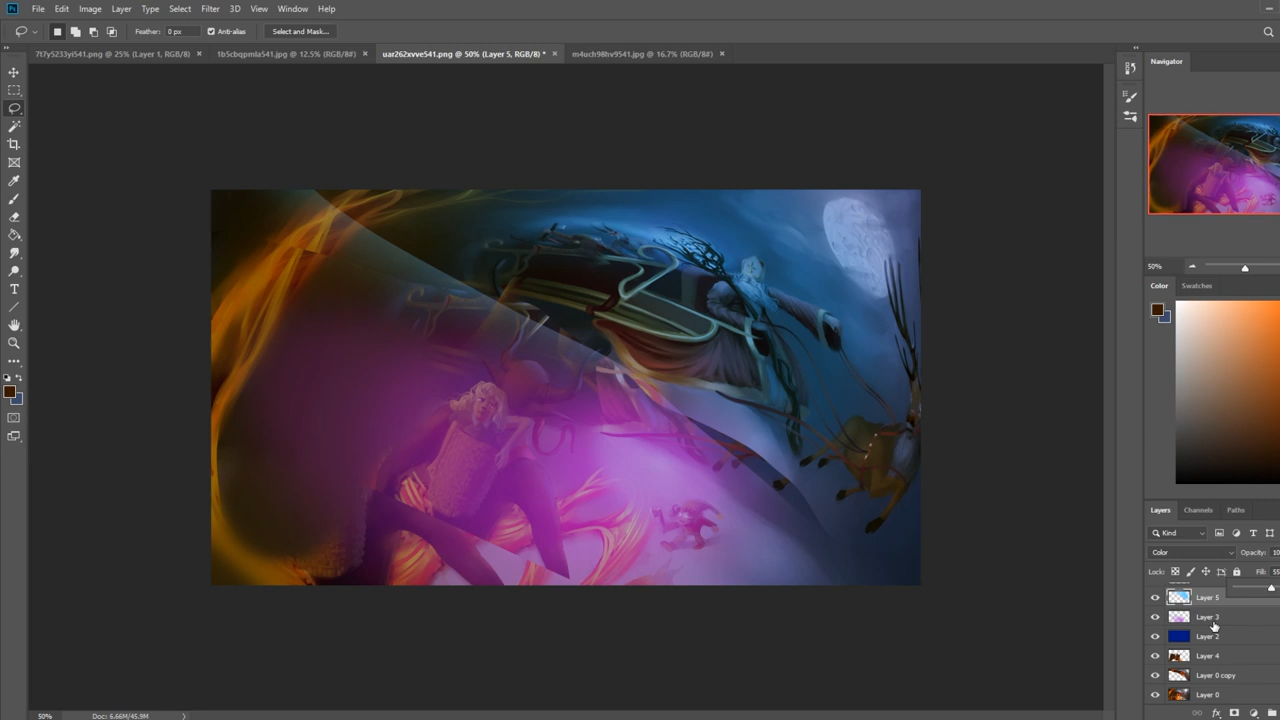 File Edit Image Layer Type Select Filter 3D View Window Help
Feather: 0 px Anti-alias Select and Mask...
7t7y5233yi541.png @ 25% (Layer 1, RGB/8) 1b5cbqpmla541.jpg @ 12.5% (RGB/8#) uar262xvve541.png @ 50% (Layer 5, RGB/8) * m4uch98hv9541.jpg @ 16.7% (RGB/8#)
Navigator
50%
Color Swatches
Layers Channels Paths
Kind
Color Opacity: 10
Lock: Fill: 55
Layer 5
Layer 3
Layer 2
Layer 4
Layer 0 copy
Layer 0
50% Doc: 6.66M/45.9M